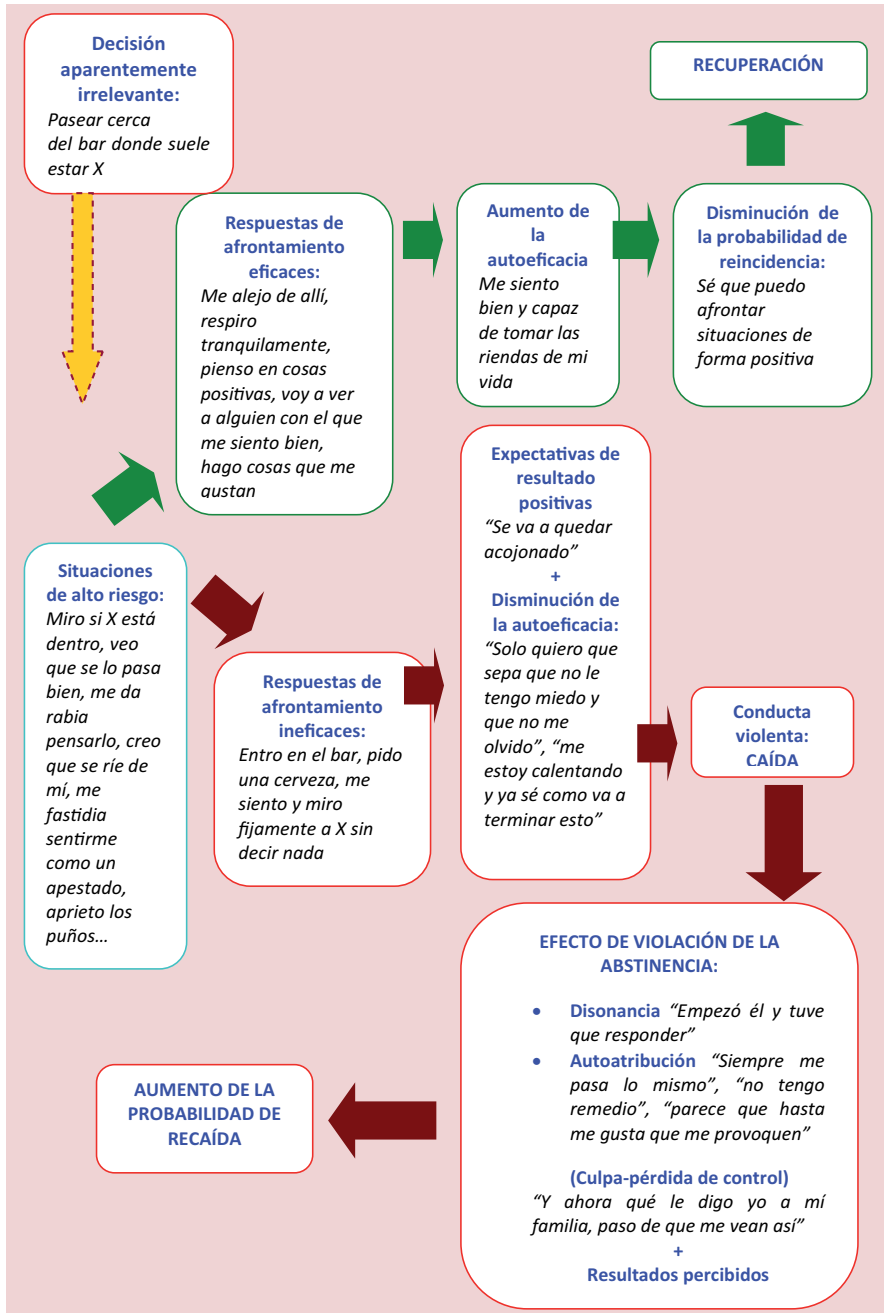 Decisión
aparentemente
irrelevante:
Pasear cerca
del bar donde suele
estar X
RECUPERACIÓN
Respuestas de
afrontamiento
eficaces:
Me alejo de allí,
respiro
tranquilamente,
pienso en cosas
positivas, voy a ver
a alguien con el que
me siento bien,
hago cosas que me
gustan
Aumento de
la
autoeficacia
Me siento
bien y capaz
de tomar las
riendas de mi
vida
Disminución de
la probabilidad de
reincidencia:
Sé que puedo
afrontar
situaciones de
forma positiva
Situaciones
de alto riesgo:
Miro si X está
dentro, veo
que se lo pasa
bien, me da
rabia
pensarlo, creo
que se ríe de
mí, me
fastidia
sentirme
como un
apestado,
aprieto los
puños...
Respuestas de
afrontamiento
ineficaces:
Entro en el bar, pido
una cerveza, me
siento y miro
fijamente a X sin
decir nada
Expectativas de
resultado
positivas
“Se va a quedar
acojonado”
+
Disminución de
la autoeficacia:
“Solo quiero que
sepa que no le
tengo miedo y
que no me
olvido”, “me
estoy calentando
y ya sé como va a
terminar esto”
Conducta
violenta:
CAÍDA
EFECTO DE VIOLACIÓN DE LA
ABSTINENCIA:
• Disonancia “Empezó él y tuve
que responder”
• Autoatribución “Siempre me
pasa lo mismo”, “no tengo
remedio”, “parece que hasta
me gusta que me provoquen”
(Culpa-pérdida de control)
“Y ahora qué le digo yo a mí
familia, paso de que me vean así”
+
Resultados percibidos
AUMENTO DE LA
PROBABILIDAD DE
RECAÍDA